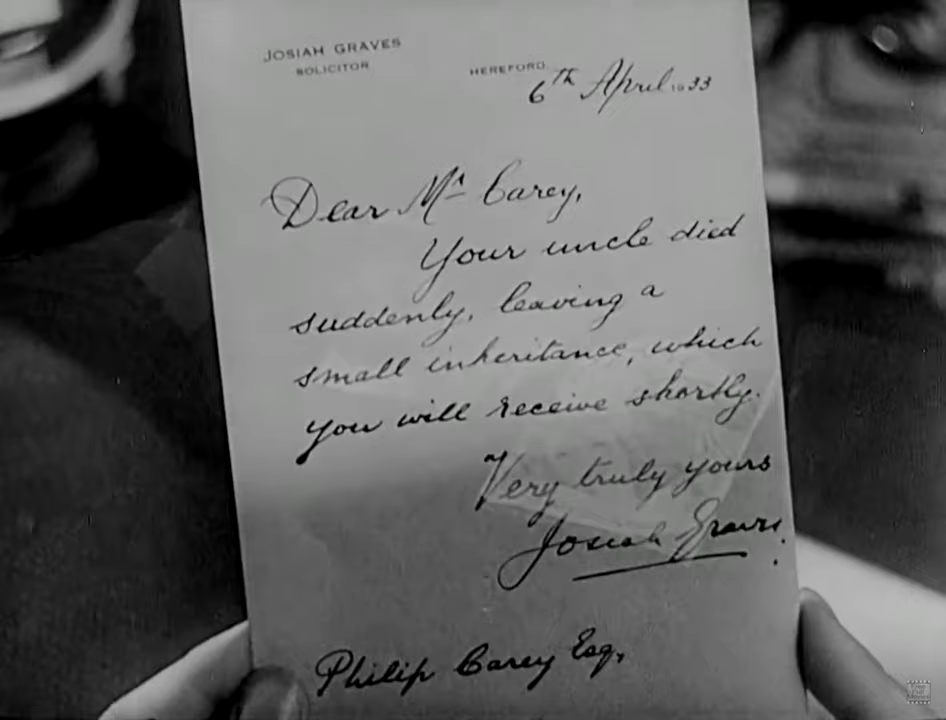 JOSIAH GRAVES
SOLICITOR
HEREFORD
6th April 1933
Dear Mr Carey,
Your uncle died
suddenly, leaving a
small inheritance, which
you will receive shortly.
Very truly yours
Josiah Graves.
Philip Carey Esq,